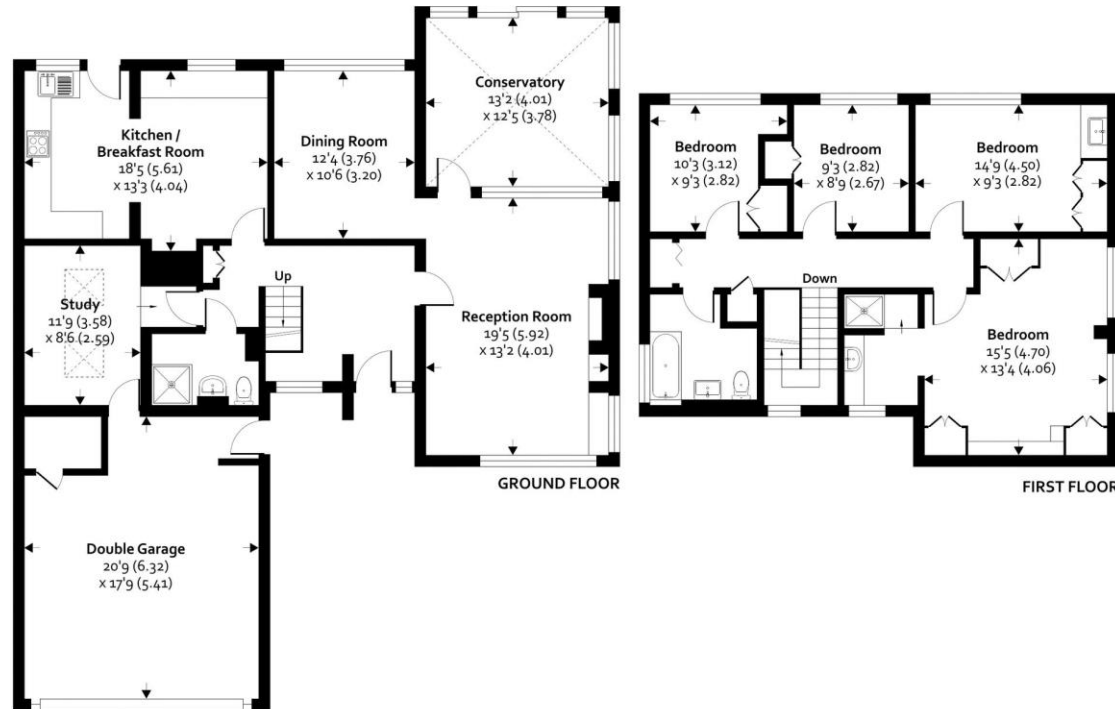 Kitchen /
Breakfast Room
18'5 (5.61)
x 13'3 (4.04)
Dining Room
12'4 (3.76)
x 10'6 (3.20)
Conservatory
13'2 (4.01)
x 12'5 (3.78)
Study
11'9 (3.58)
x 8'6 (2.59)
Up
Reception Room
19'5 (5.92)
x 13'2 (4.01)
Double Garage
20'9 (6.32)
x 17'9 (5.41)
GROUND FLOOR
Bedroom
10'3 (3.12)
x 9'3 (2.82)
Bedroom
9'3 (2.82)
x 8'9 (2.67)
Bedroom
14'9 (4.50)
x 9'3 (2.82)
Down
Bedroom
15'5 (4.70)
x 13'4 (4.06)
FIRST FLOOR